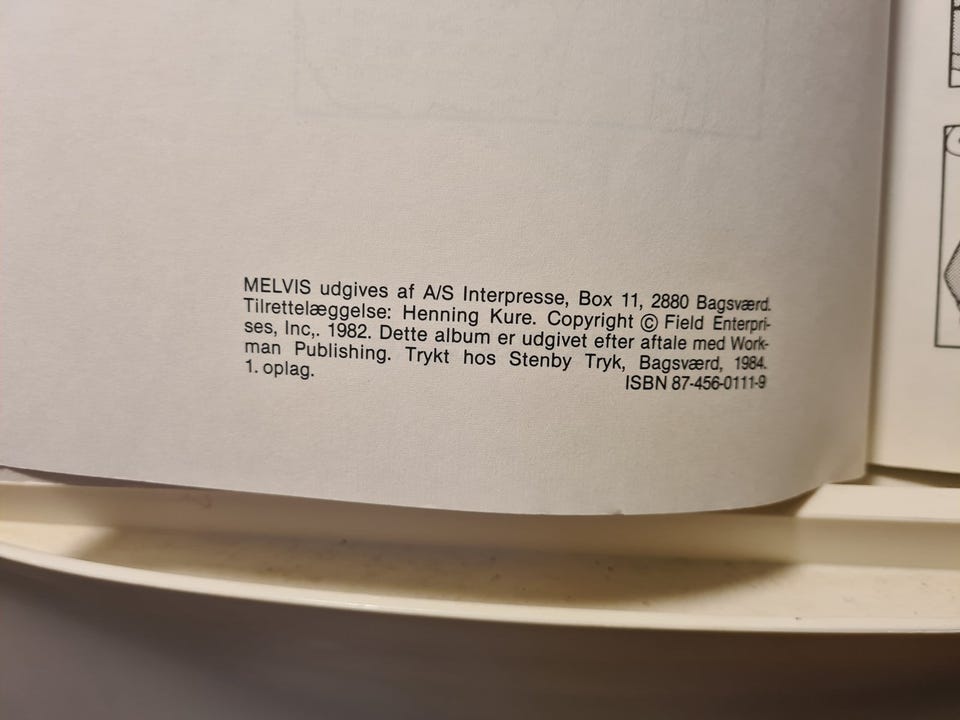 MELVIS udgives af A/S Interpresse, Box 11, 2880 Bagsværd.
Tilrettelæggelse: Henning Kure. Copyright © Field Enterpri-
ses, Inc,. 1982. Dette album er udgivet efter aftale med Work-
man Publishing. Trykt hos Stenby Tryk, Bagsværd, 1984.
1. oplag. ISBN 87-456-0111-9